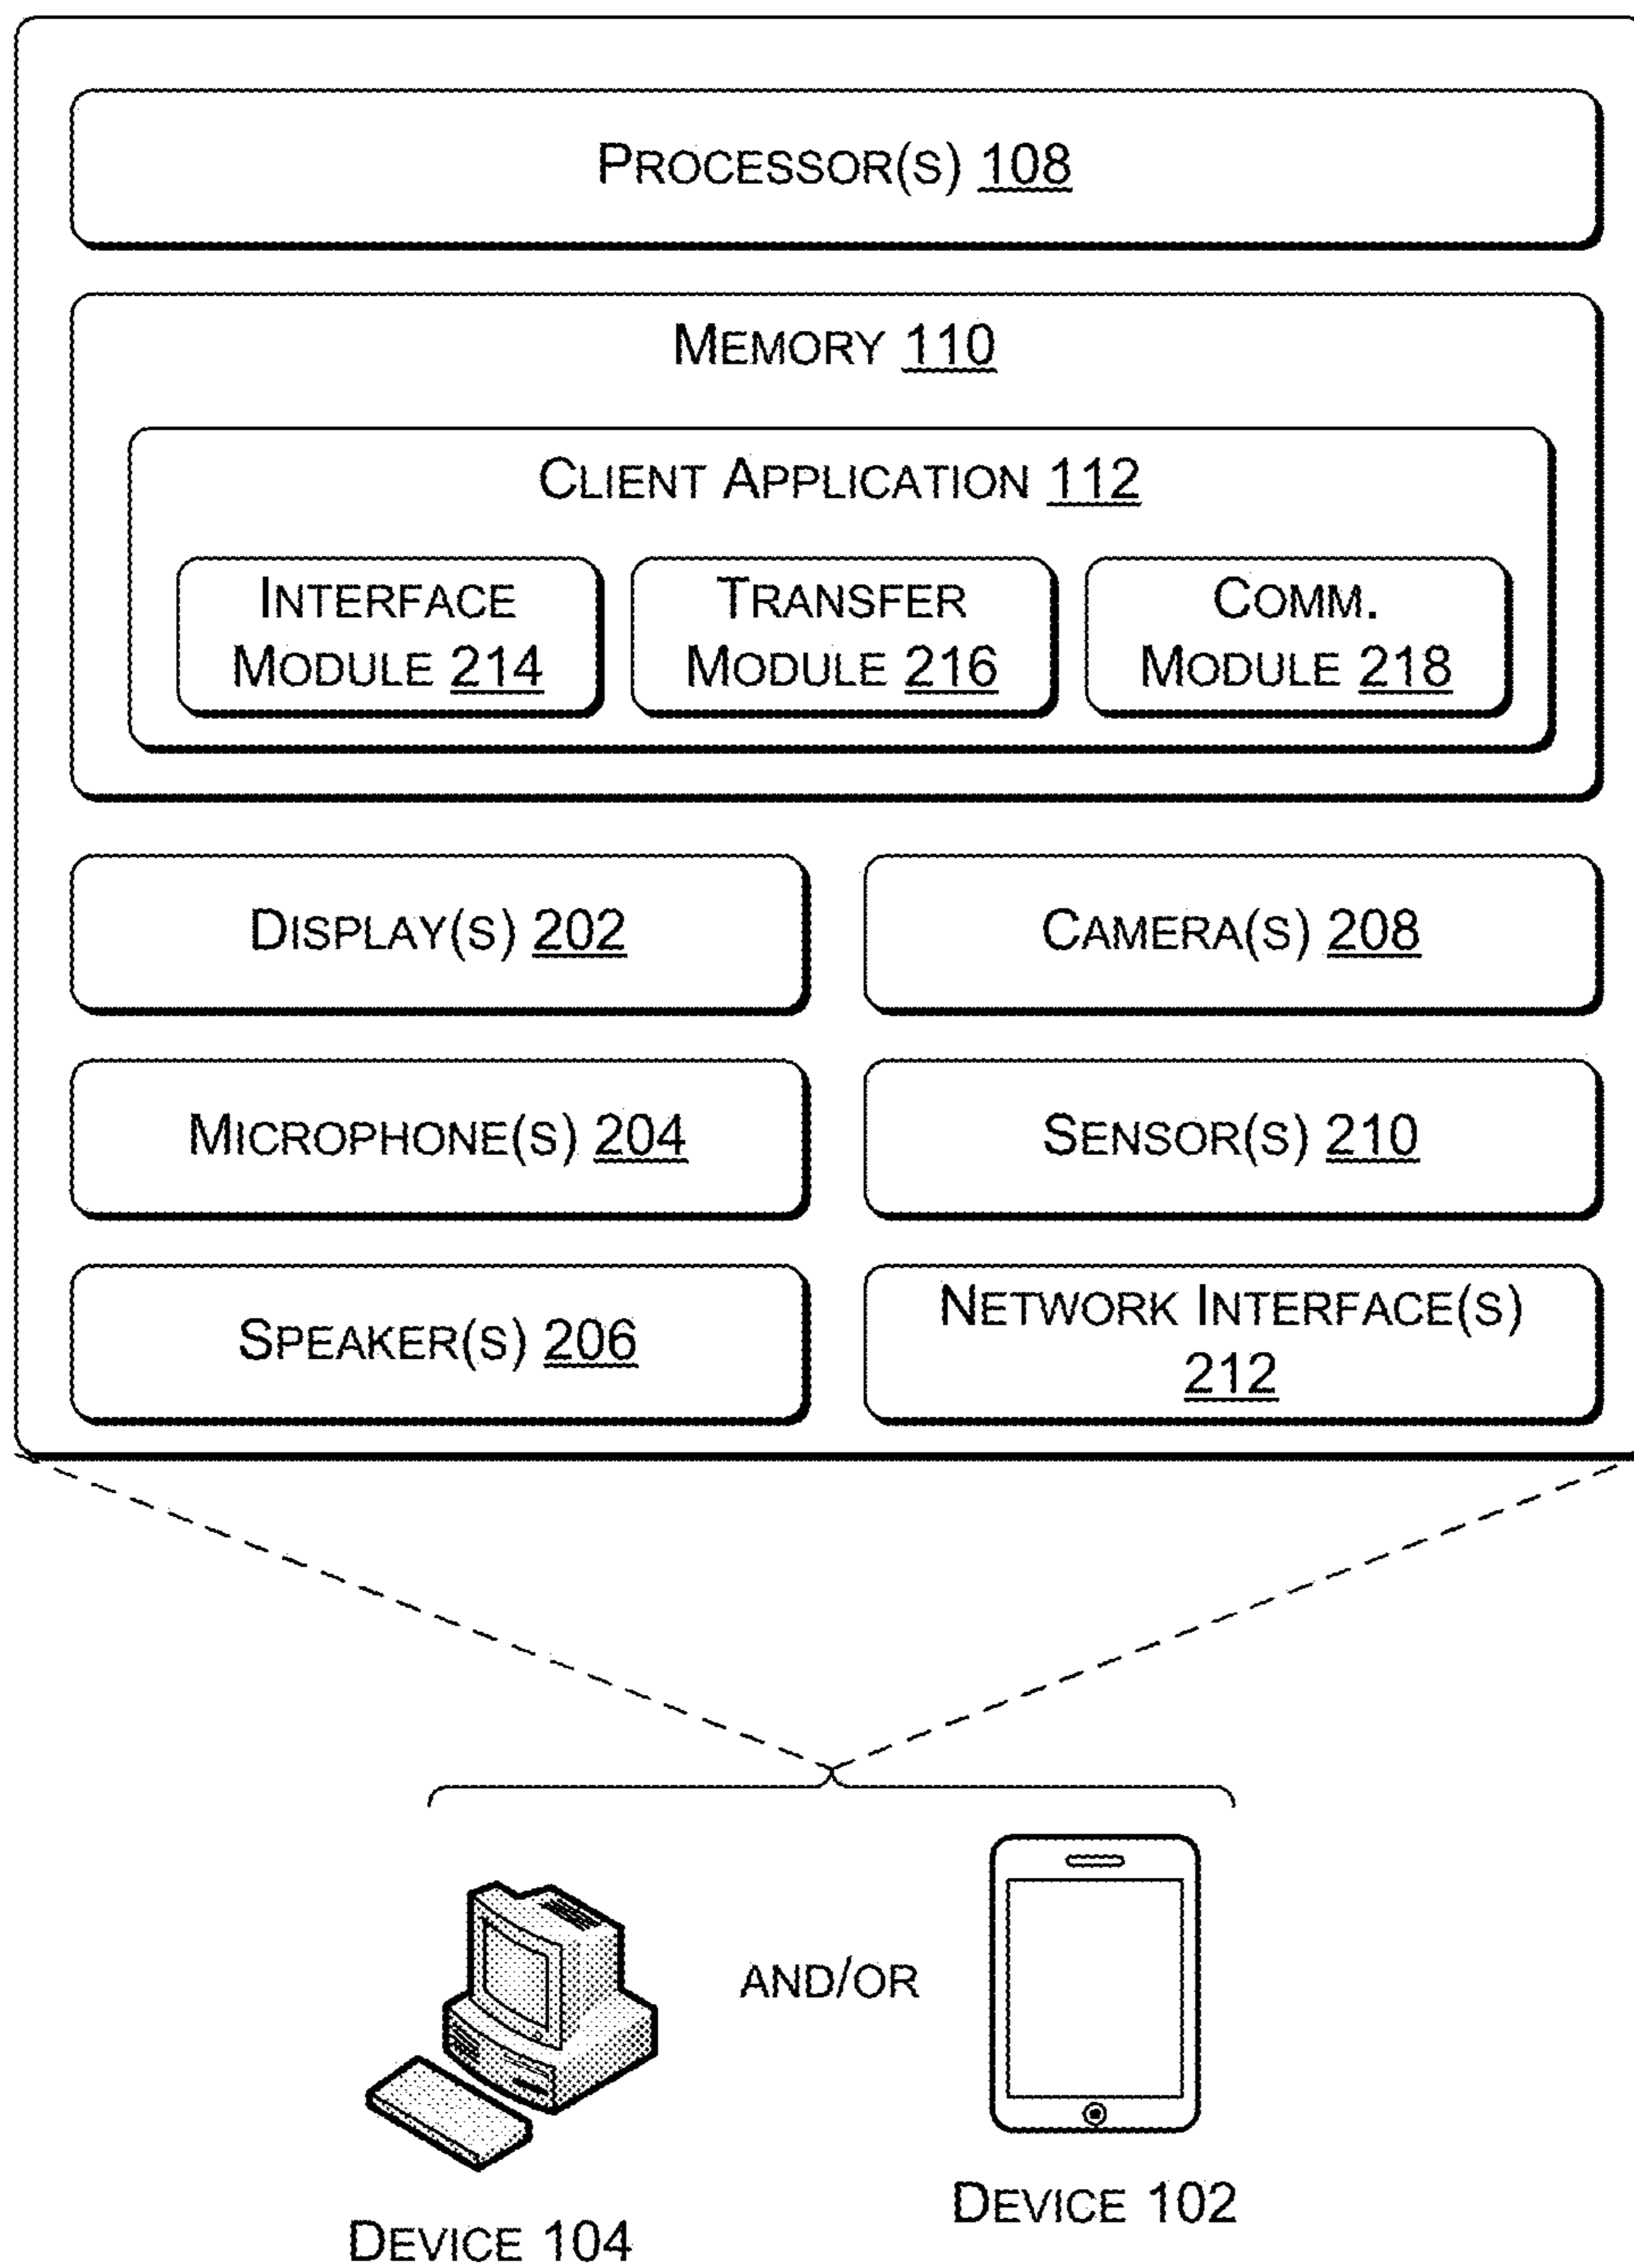 PROCESSOR(S) 108
MEMORY 110
CLIENT APPLICATION 112
INTERFACE
MODULE 214
TRANSFER
MODULE 216
COMM.
MODULE 218
DISPLAY(S) 202
CAMERA(S) 208
MICROPHONE(S) 204
SENSOR(S) 210
SPEAKER(S) 206
NETWORK INTERFACE(S)
212
AND/OR
DEVICE 104
DEVICE 102